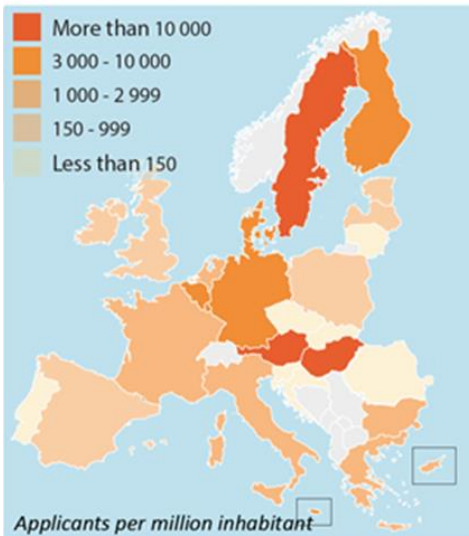 More than 10 000
3 000 - 10 000
1 000 - 2 999
150 - 999
Less than 150
Applicants per million inhabitant